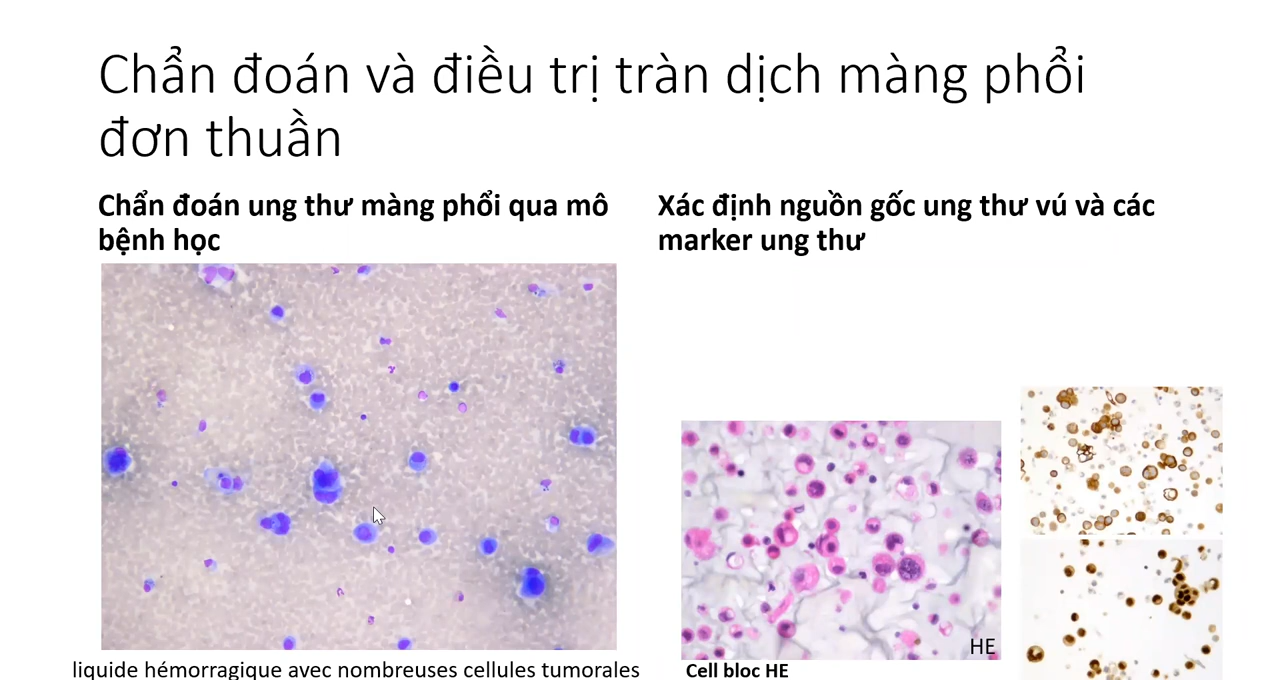 Chẩn đoán và điều trị tràn dịch màng phổi
đơn thuần
Chẩn đoán ung thư màng phổi qua mô
bệnh học
Xác định nguồn gốc ung thư vú và các
marker ung thư
HE
liquide hémorragique avec nombreuses cellules tumorales
Cell bloc HE